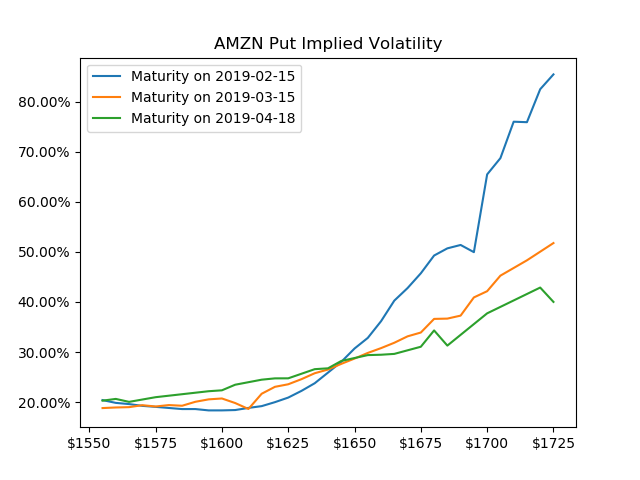 AMZN Put Implied Volatility
Maturity on 2019-02-15
Maturity on 2019-03-15
Maturity on 2019-04-18
80.00%
70.00%
60.00%
50.00%
40.00%
30.00%
20.00%
$1550 $1575 $1600 $1625 $1650 $1675 $1700 $1725